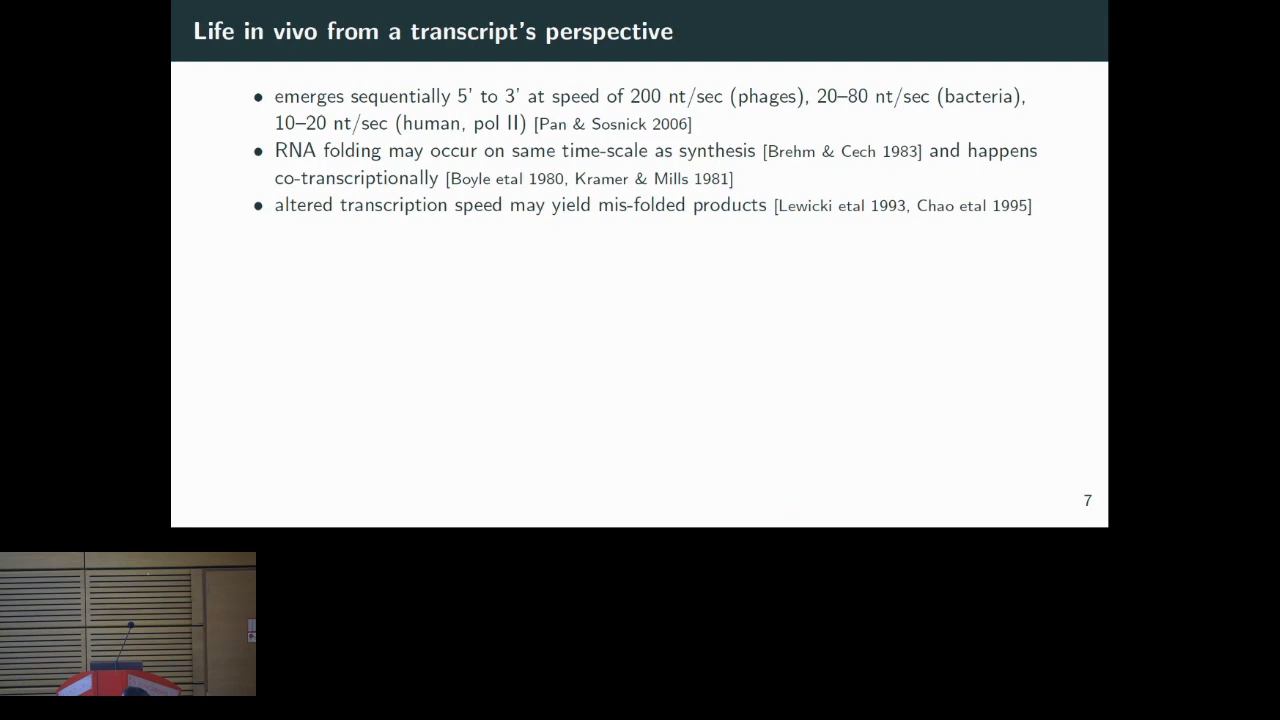 Life in vivo from a transcript's perspective
• emerges sequentially 5' to 3' at speed of 200 nt/sec (phages), 20–80 nt/sec (bacteria),
10–20 nt/sec (human, pol II) [Pan & Sosnick 2006]
• RNA folding may occur on same time-scale as synthesis [Brehm & Cech 1983] and happens
co-transcriptionally [Boyle etal 1980, Kramer & Mills 1981]
• altered transcription speed may yield mis-folded products [Lewicki etal 1993, Chao etal 1995]
7